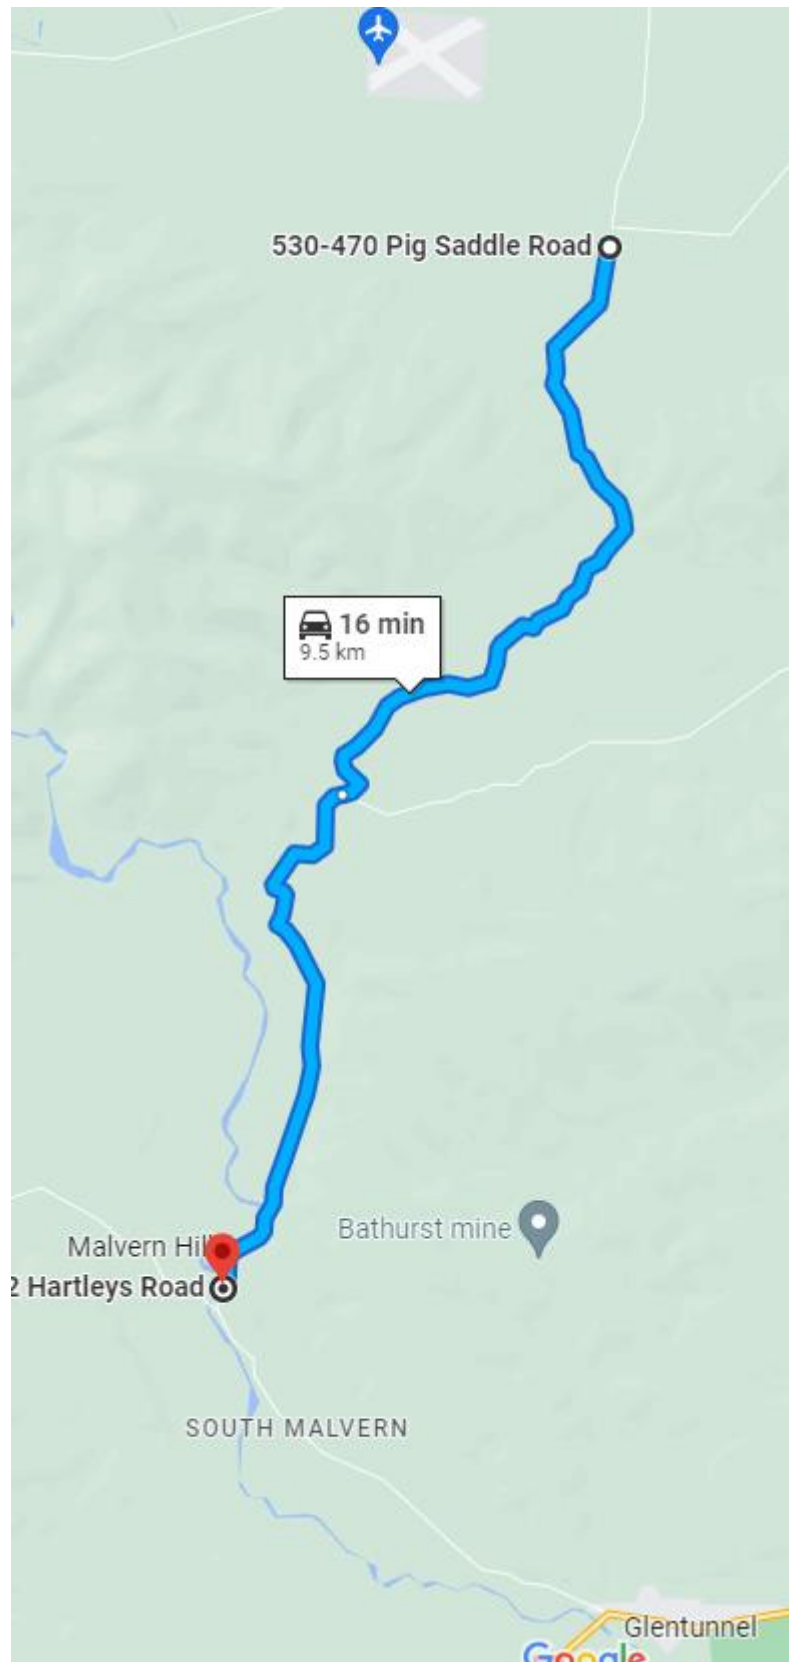 530-470 Pig Saddle Road
16 min
9.5 km
Bathurst mine
Malvern Hil
2 Hartleys Road
SOUTH MALVERN
Glentunnel
Google